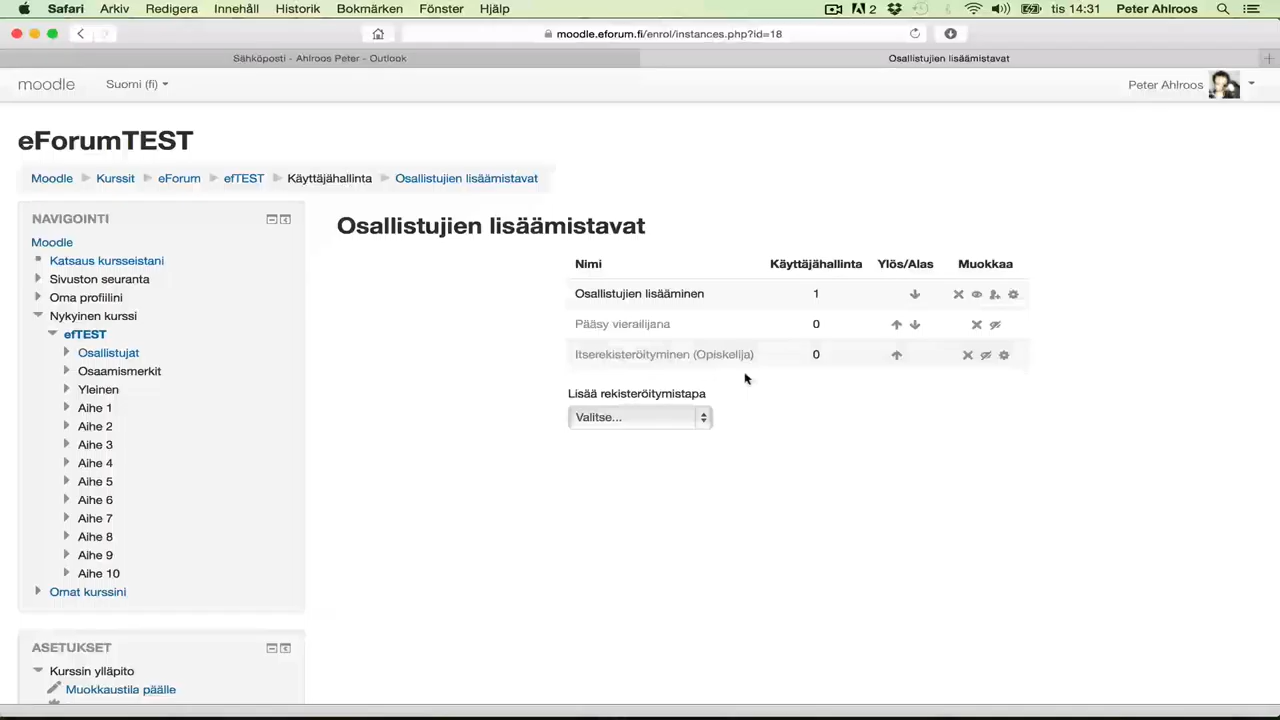 Safari Arkiv Redigera Innehåll Historik Bokmärken Fönster Hjälp 2 tis 14:31 Peter Ahlroos
moodle.eforum.fi/enrol/instances.php?id=18
Sähköposti - Ahlroos Peter - Outlook Osallistujien lisäämistavat
moodle Suomi (fi) Peter Ahlroos
eForumTEST
Moodle Kurssit eForum efTEST Käyttäjähallinta Osallistujien lisäämistavat
NAVIGOINTI
Moodle
Katsaus kursseistani
Sivuston seuranta
Oma profiilini
Nykyinen kurssi
efTEST
Osallistujat
Osaamismerkit
Yleinen
Aihe 1
Aihe 2
Aihe 3
Aihe 4
Aihe 5
Aihe 6
Aihe 7
Aihe 8
Aihe 9
Aihe 10
Omat kurssini
ASETUKSET
Kurssin ylläpito
Muokkaustila päälle
Osallistujien lisäämistavat
Nimi Käyttäjähallinta Ylös/Alas Muokkaa
Osallistujien lisääminen 1
Pääsy vierailijana 0
Itserekisteröityminen (Opiskelija) 0
Lisää rekisteröitymistapa
Valitse...